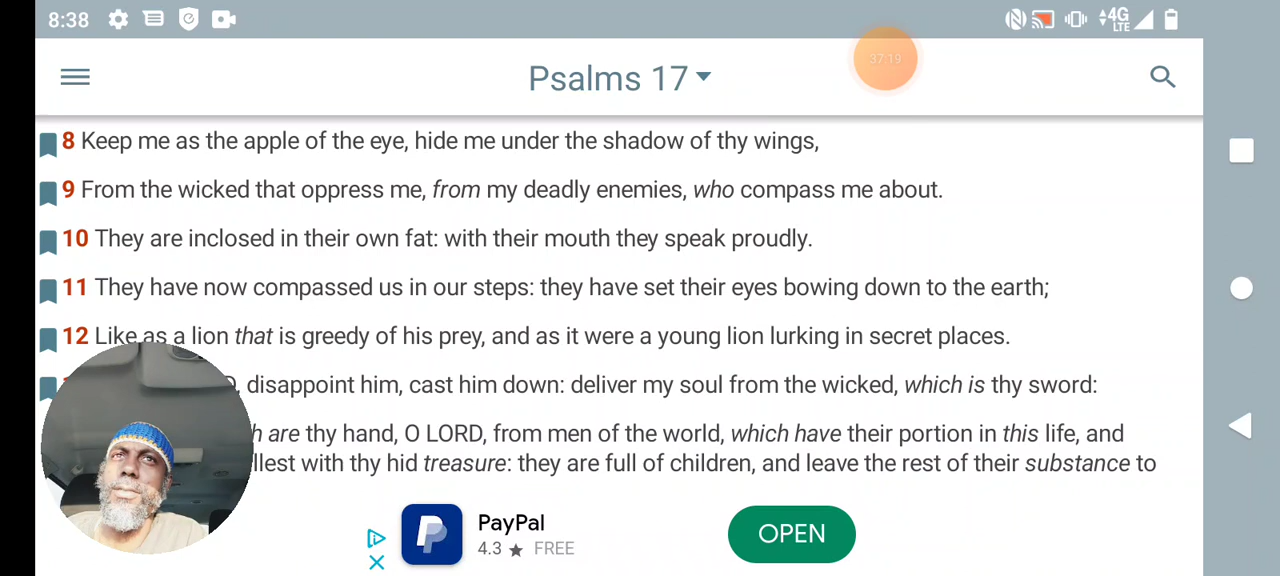 8:38
4G
LTE
Psalms 17
37:19
8 Keep me as the apple of the eye, hide me under the shadow of thy wings,
9 From the wicked that oppress me, from my deadly enemies, who compass me about.
10 They are inclosed in their own fat: with their mouth they speak proudly.
11 They have now compassed us in our steps: they have set their eyes bowing down to the earth;
12 Like as a lion that is greedy of his prey, and as it were a young lion lurking in secret places.
disappoint him, cast him down: deliver my soul from the wicked, which is thy sword:
are thy hand, O LORD, from men of the world, which have their portion in this life, and
with thy hid treasure: they are full of children, and leave the rest of their substance to
PayPal
4.3 ★ FREE
OPEN